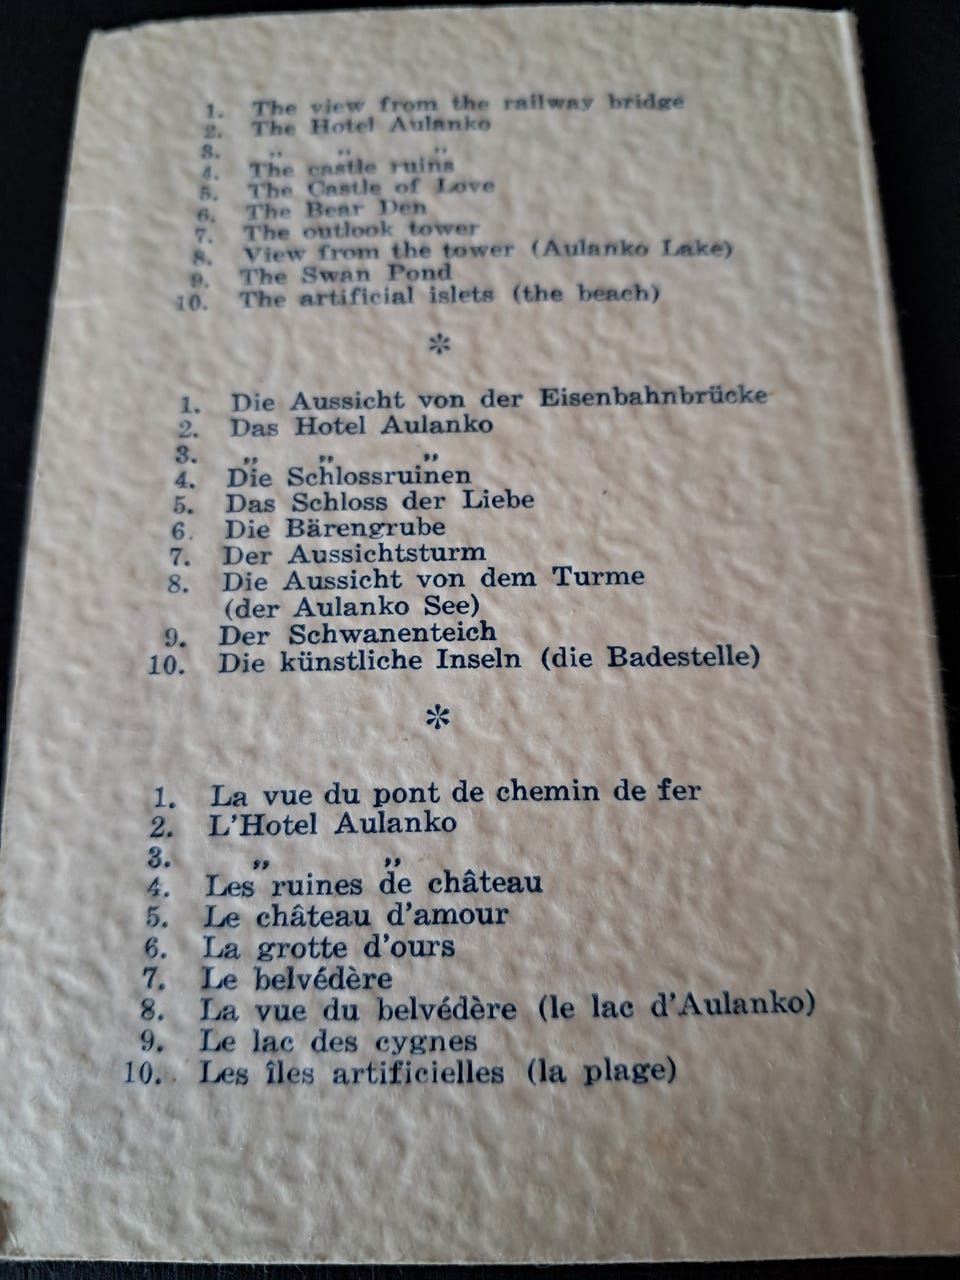 1. The view from the railway bridge
2. The Hotel Aulanko
3. „ „ „
4. The castle ruins
5. The Castle of Love
6. The Bear Den
7. The outlook tower
8. View from the tower (Aulanko Lake)
9. The Swan Pond
10. The artificial islets (the beach)
*
1. Die Aussicht von der Eisenbahnbrücke
2. Das Hotel Aulanko
3. „ „ „
4. Die Schlossruinen
5. Das Schloss der Liebe
6. Die Bärengrube
7. Der Aussichtsturm
8. Die Aussicht von dem Turme
(der Aulanko See)
9. Der Schwanenteich
10. Die künstliche Inseln (die Badestelle)
*
1. La vue du pont de chemin de fer
2. L'Hotel Aulanko
3. „ „
4. Les ruines de château
5. Le château d'amour
6. La grotte d'ours
7. Le belvédère
8. La vue du belvédère (le lac d'Aulanko)
9. Le lac des cygnes
10. Les îles artificielles (la plage)